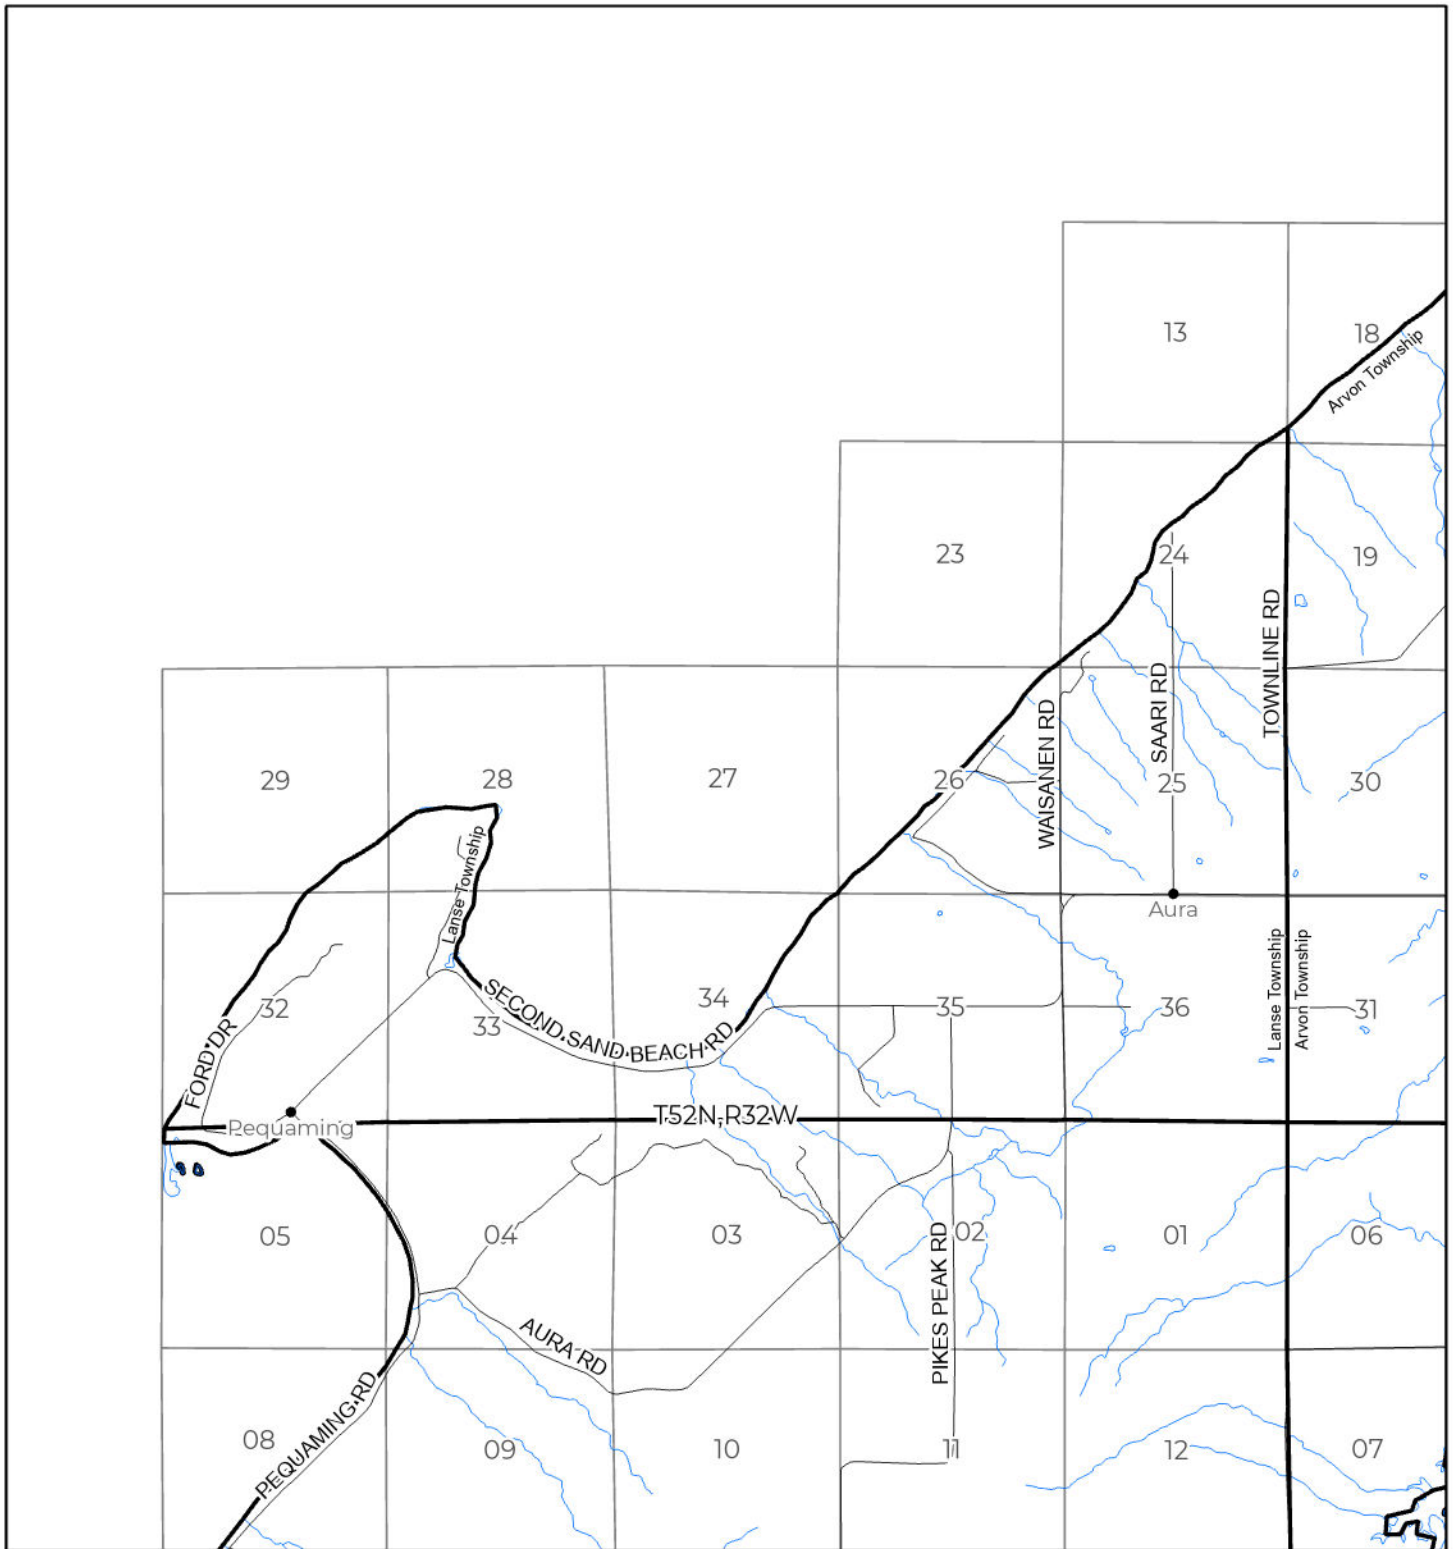 13
18
Arvon Township
23
24
19
TOWNLINE RD
SAARI RD
WAISANEN RD
29
28
27
26
25
30
Lanse Township
Aura
Lanse Township
Arvon Township
32
FORD DR
33
SECOND SAND BEACH RD
34
35
36
31
Pequaming
T52N,R32W
05
04
03
02
01
06
PIKES PEAK RD
AURA RD
PEQUAMING RD
08
09
10
11
12
07